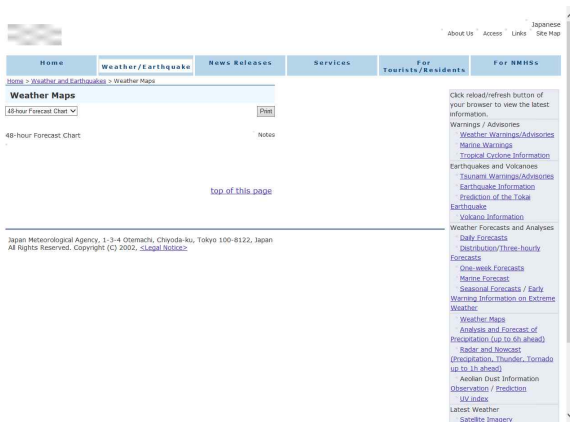 Japanese
About Us Access Links Site Map
Home Weather/Earthquake News Releases Services For Tourists/Residents For NMHSs
Home > Weather and Earthquakes > Weather Maps
Weather Maps
48-hour Forecast Chart Print
48-hour Forecast Chart Notes
top of this page
Japan Meteorological Agency, 1-3-4 Otemachi, Chiyoda-ku, Tokyo 100-8122, Japan
All Rights Reserved. Copyright (C) 2002, <Legal Notice>
Click reload/refresh button of
your browser to view the latest
information.
Warnings / Advisories
Weather Warnings/Advisories
Marine Warnings
Tropical Cyclone Information
Earthquakes and Volcanoes
Tsunami Warnings/Advisories
Earthquake Information
Prediction of the Tokai
Earthquake
Volcano Information
Weather Forecasts and Analyses
Daily Forecasts
Distribution/Three-hourly
Forecasts
One-week Forecasts
Marine Forecast
Seasonal Forecasts / Early
Warning Information on Extreme
Weather
Weather Maps
Analysis and Forecast of
Precipitation (up to 6h ahead)
Radar and Nowcast
(Precipitation, Thunder, Tornado
up to 1h ahead)
Aeolian Dust Information
Observation / Prediction
UV index
Latest Weather
Satellite Imagery